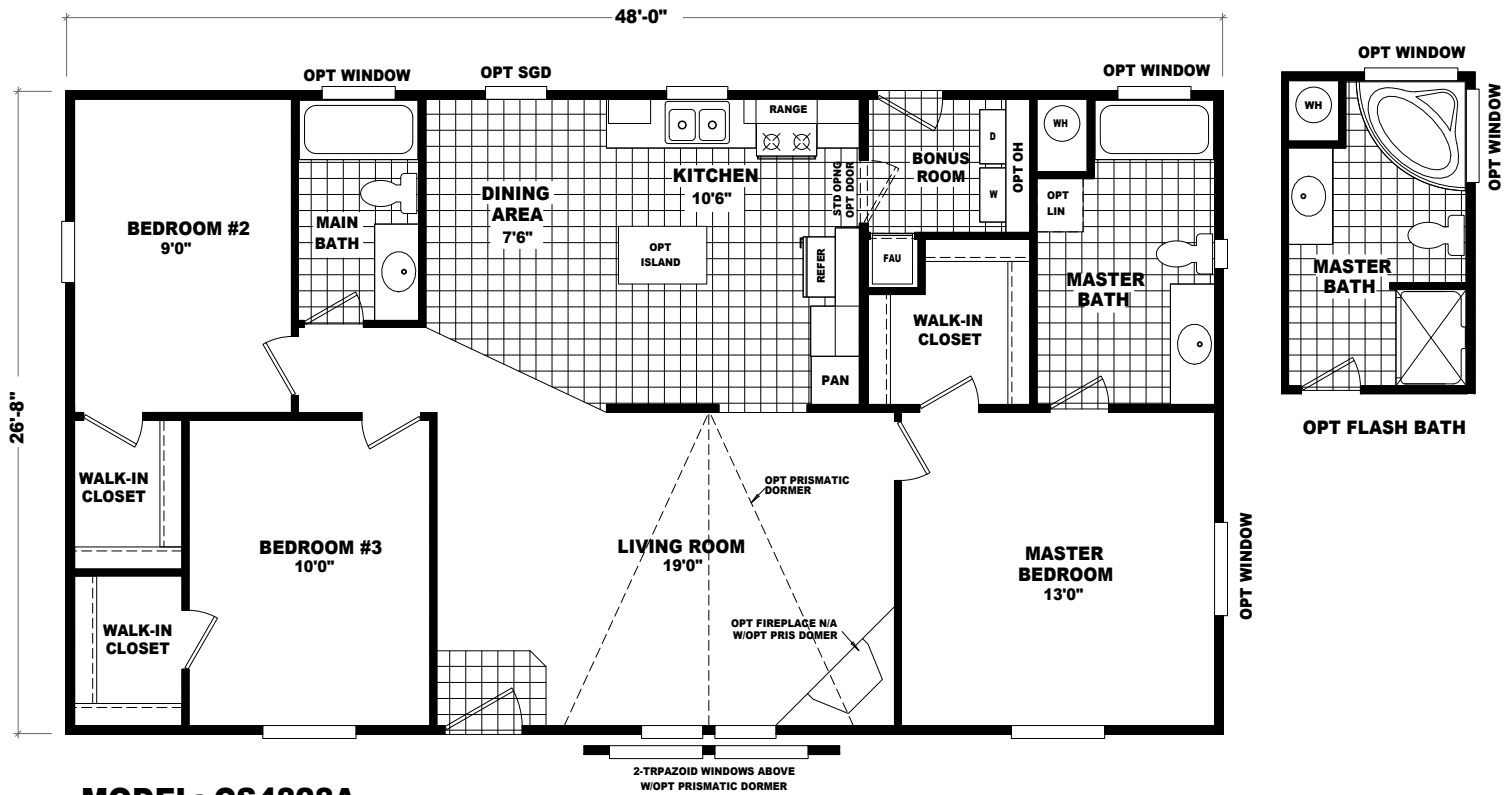 48'-0"
OPT WINDOW
OPT SGD
OPT WINDOW
OPT WINDOW
26'-8"
BEDROOM #2
9'0"
MAIN
BATH
DINING
AREA
7'6"
KITCHEN
10'6"
RANGE
OPT
ISLAND
STD OPNG
OPT DOOR
REFER
PAN
BONUS
ROOM
D
W
OPT OH
FAU
WH
OPT
LIN
MASTER
BATH
WALK-IN
CLOSET
WH
OPT WINDOW
MASTER
BATH
OPT FLASH BATH
WALK-IN
CLOSET
BEDROOM #3
10'0"
WALK-IN
CLOSET
LIVING ROOM
19'0"
OPT PRISMATIC
DORMER
OPT FIREPLACE N/A
W/OPT PRIS DOMER
MASTER
BEDROOM
13'0"
OPT WINDOW
2-TRPAZOID WINDOWS ABOVE
W/OPT PRISMATIC DORMER